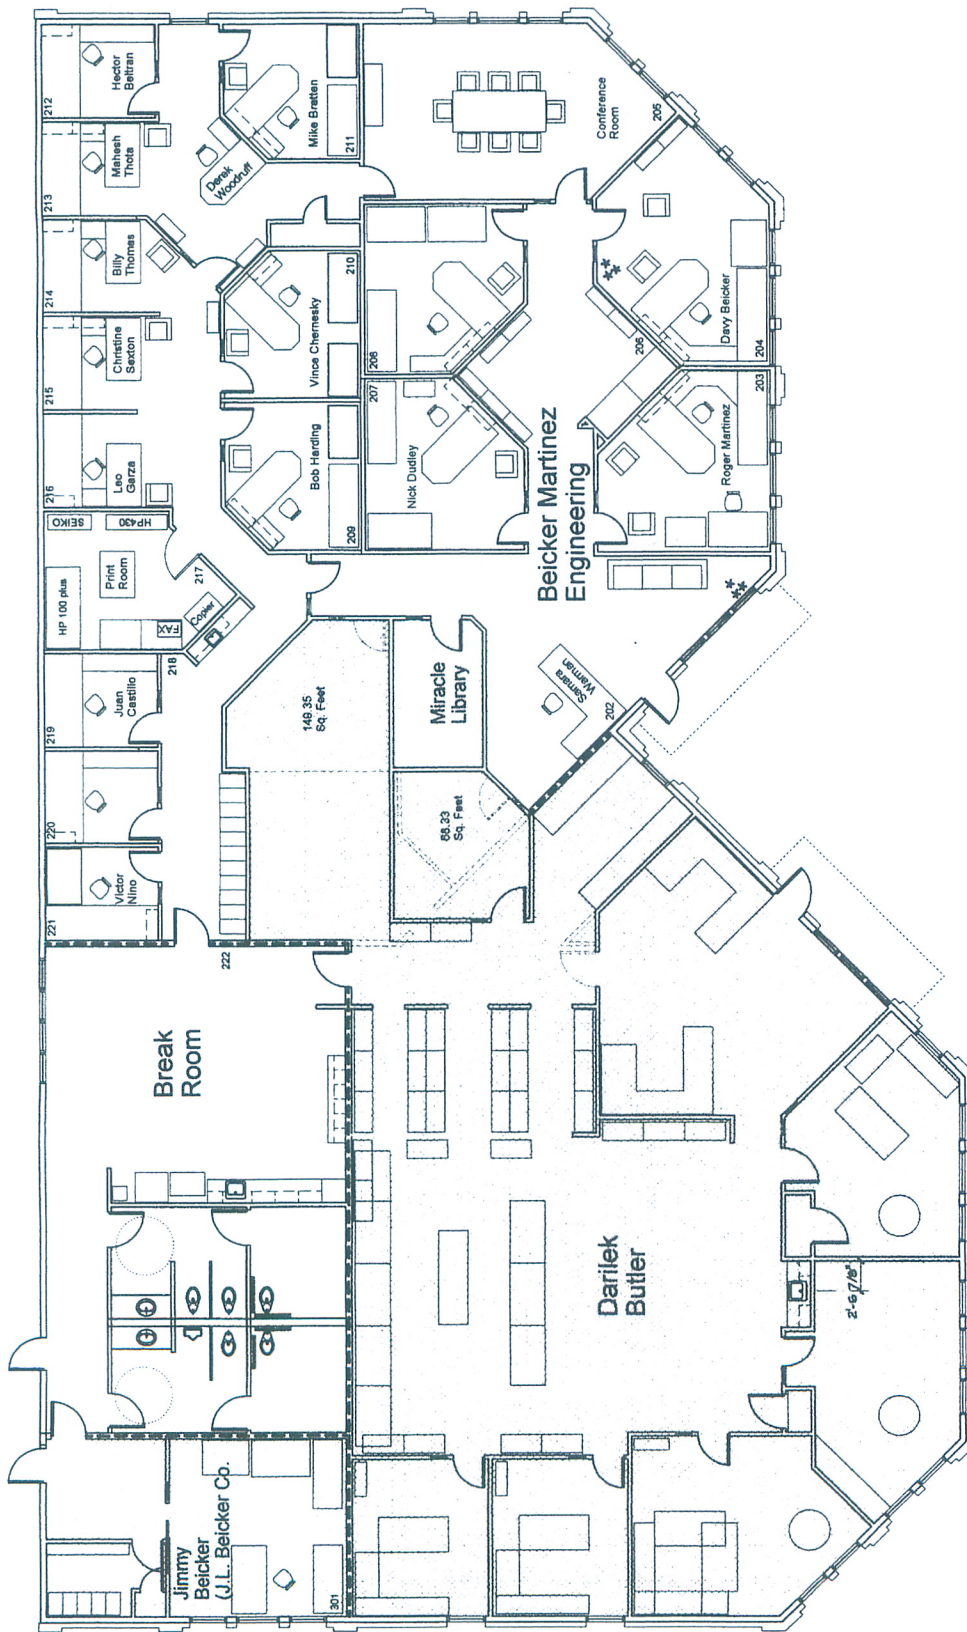 Hector
Beltran
212
Mahesh
Thota
213
Billy
Thomas
214
Christine
Sexton
215
Leo
Garza
216
Derek
Woodruff
Mike Bratten
211
Conference
Room
205
Vince Chernesky
210
Bob Harding
209
208
207
Nick Dudley
206
Davy Beicker
204
Roger Martinez
203
**
*
**
*
Beicker Martinez
Engineering
SEIKO
HP430
HP 100 plus
Print
Room
217
Copier
FAX
218
Juan
Castillo
219
220
Victor
Nino
221
222
149.35
Sq. Feet
Miracle
Library
Samara
Warman
202
Sq. Feet
Break
Room
Darilek
Butler
2'-6 7/8"
Jimmy
Beicker
(J.L. Beicker Co.
301